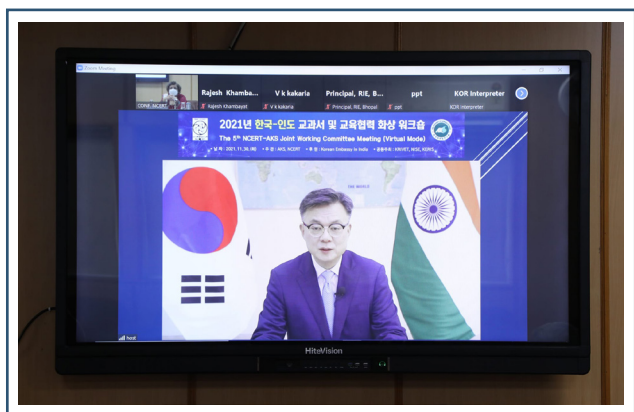 Zoom Meeting
Rajesh Khamba...
V k kakaria
Principal, RIE, B...
ppt
KOR Interpreter
CONF. NCERT
Rajesh Khambayat
V k kakaria
Principal, RIE, Bhopal
ppt
KOR Interpreter
2021년 한국-인도 교과서 및 교육협력 화상 워크숍
The 5th NCERT-AKS Joint Working Committee Meeting (Virtual Mode)
Korean Embassy in India
THE WORLD
host
HiteVision